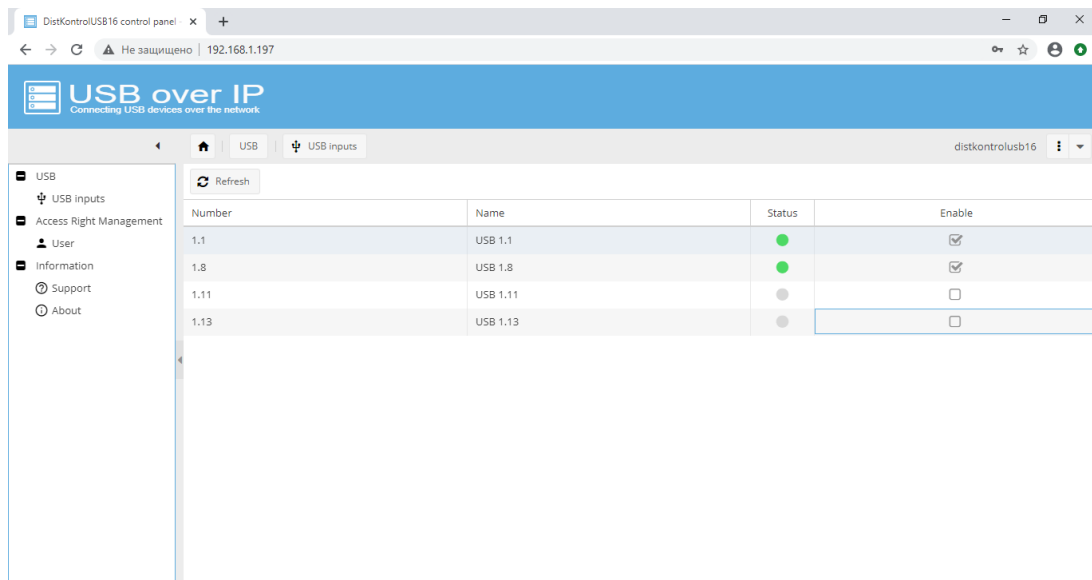 DistKontrolUSB16 control panel -
Не защищено | 192.168.1.197
USB over IP
Connecting USB devices over the network
USB
USB inputs
distkontrolusb16
USB
USB inputs
Access Right Management
User
Information
Support
About
Refresh
Number Name Status Enable
1.1 USB 1.1
1.8 USB 1.8
1.11 USB 1.11
1.13 USB 1.13